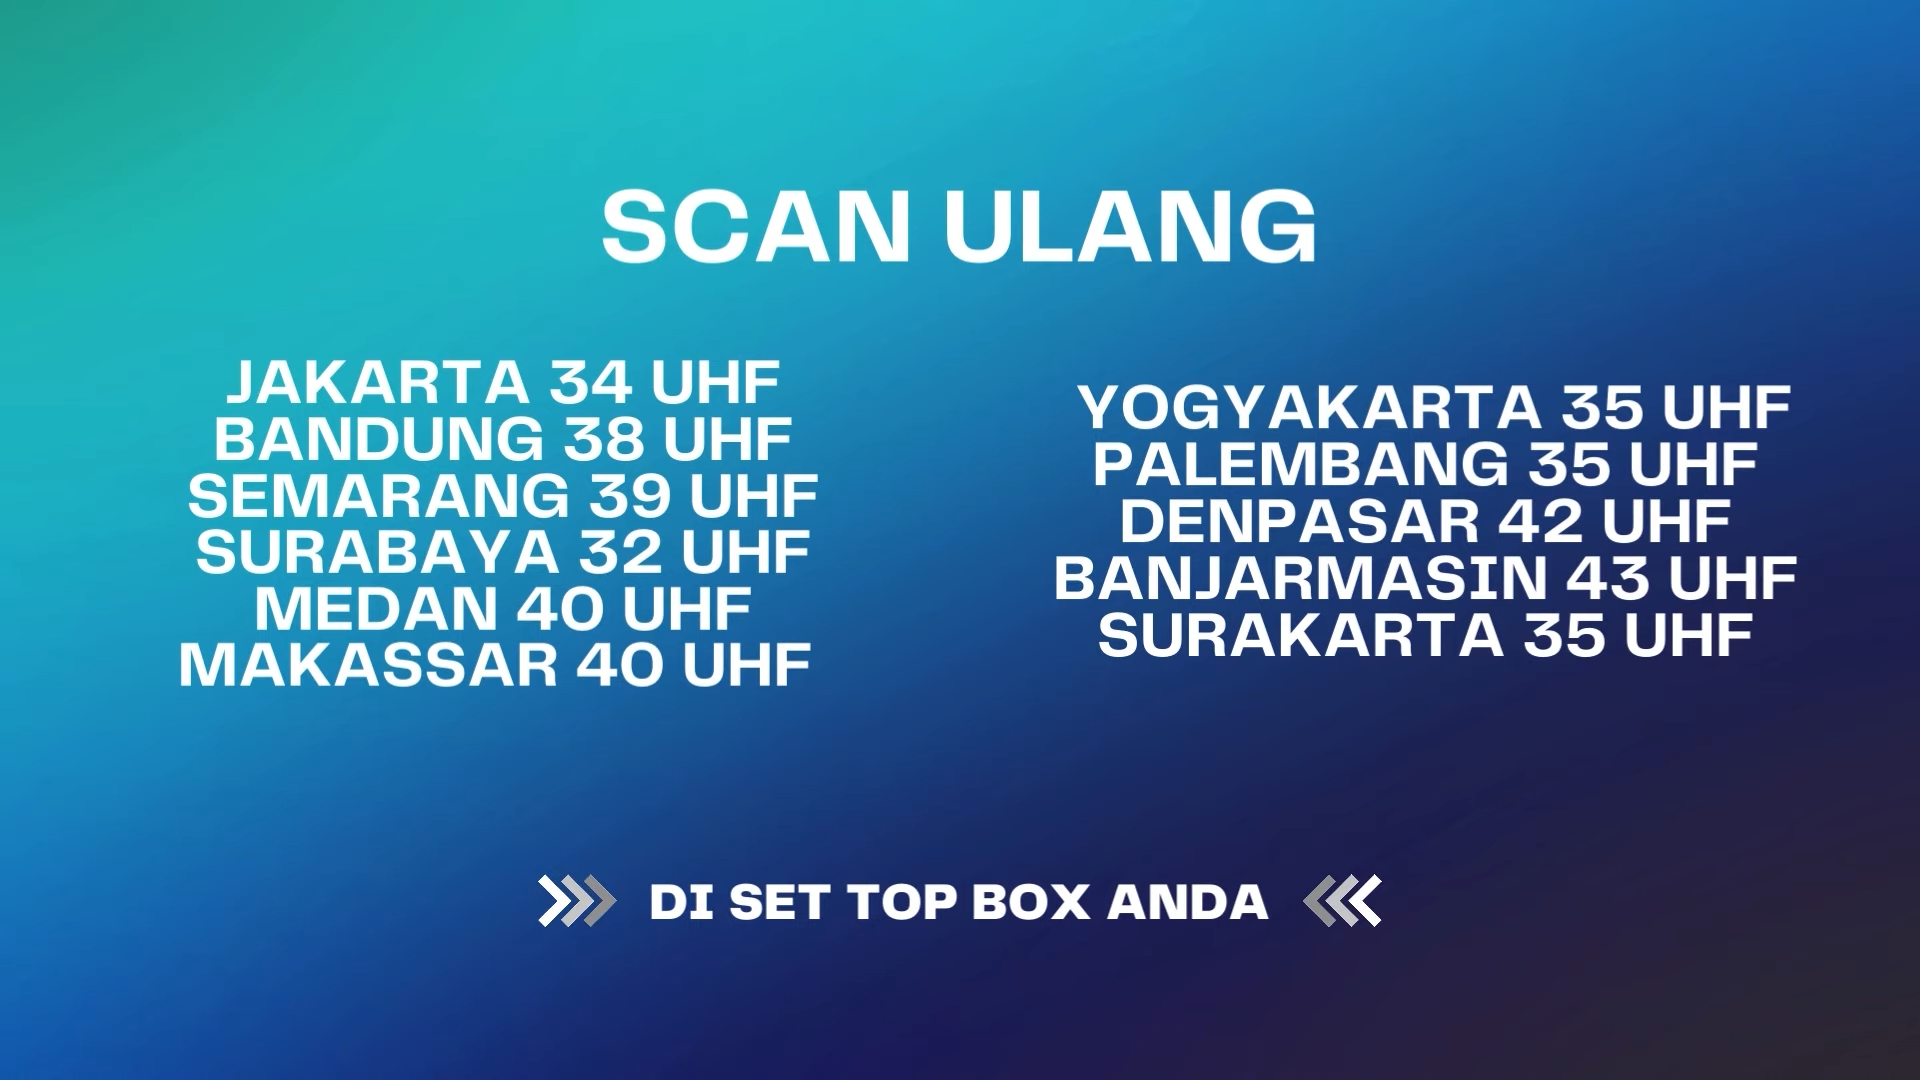 SCAN ULANG
JAKARTA 34 UHF
BANDUNG 38 UHF
SEMARANG 39 UHF
SURABAYA 32 UHF
MEDAN 40 UHF
MAKASSAR 40 UHF
YOGYAKARTA 35 UHF
PALEMBANG 35 UHF
DENPASAR 42 UHF
BANJARMASIN 43 UHF
SURAKARTA 35 UHF
DI SET TOP BOX ANDA